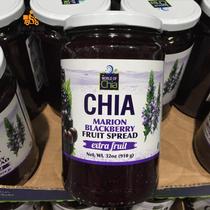 WORLD OF
Chia
CHIA
MARION
BLACKBERRY
FRUIT SPREAD
extra fruit
Net. Wt. 32oz (910 g)